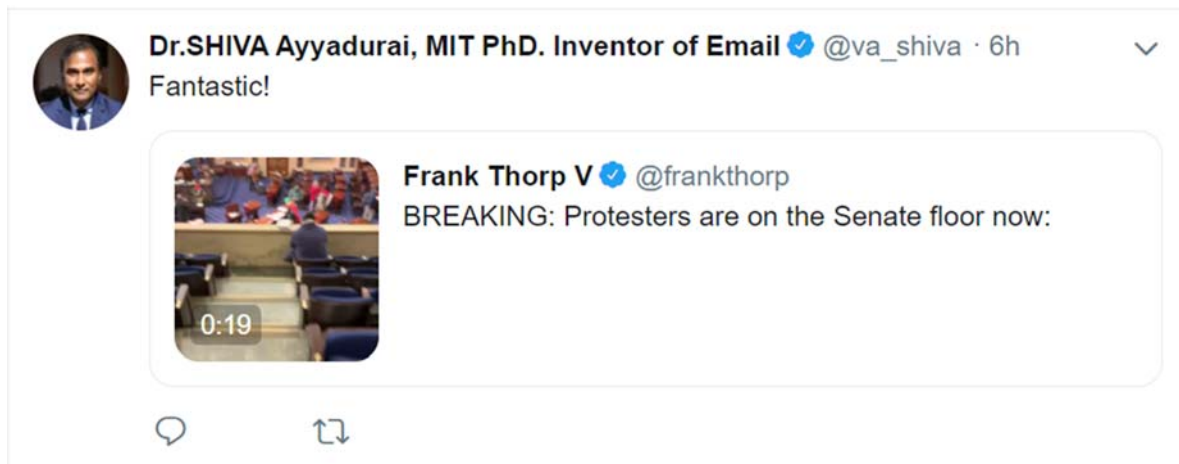 Dr.SHIVA Ayyadurai, MIT PhD. Inventor of Email @va_shiva · 6h
Fantastic!
Frank Thorp V @frankthorp
BREAKING: Protesters are on the Senate floor now:
0:19